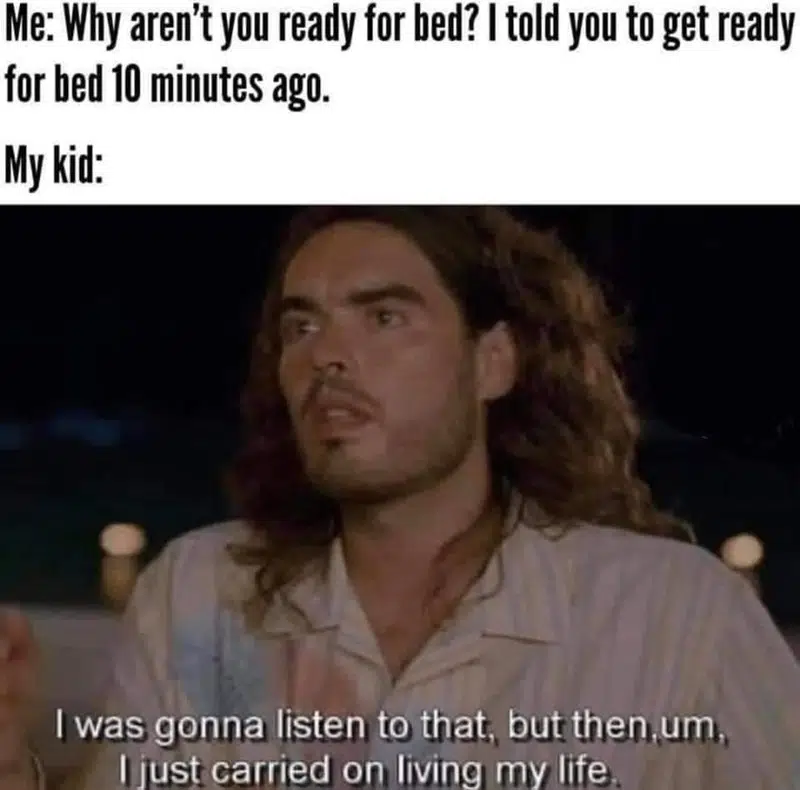 Me: Why aren't you ready for bed? I told you to get ready
for bed 10 minutes ago.
My kid:
I was gonna listen to that, but then,um,
I just carried on living my life.